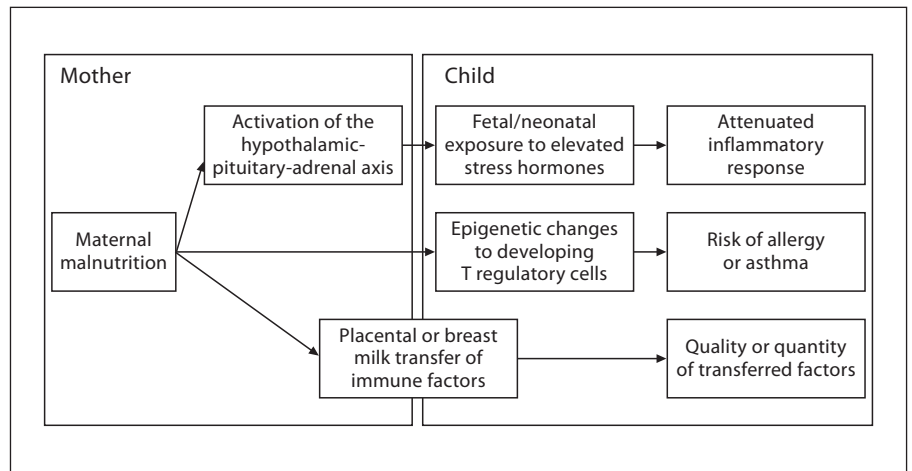 Mother
Child
Activation of the
hypothalamic-
pituitary-adrenal axis
Fetal/neonatal
exposure to elevated
stress hormones
Attenuated
inflammatory
response
Maternal
malnutrition
Epigenetic changes
to developing
T regulatory cells
Risk of allergy
or asthma
Placental or breast
milk transfer of
immune factors
Quality or quantity
of transferred factors